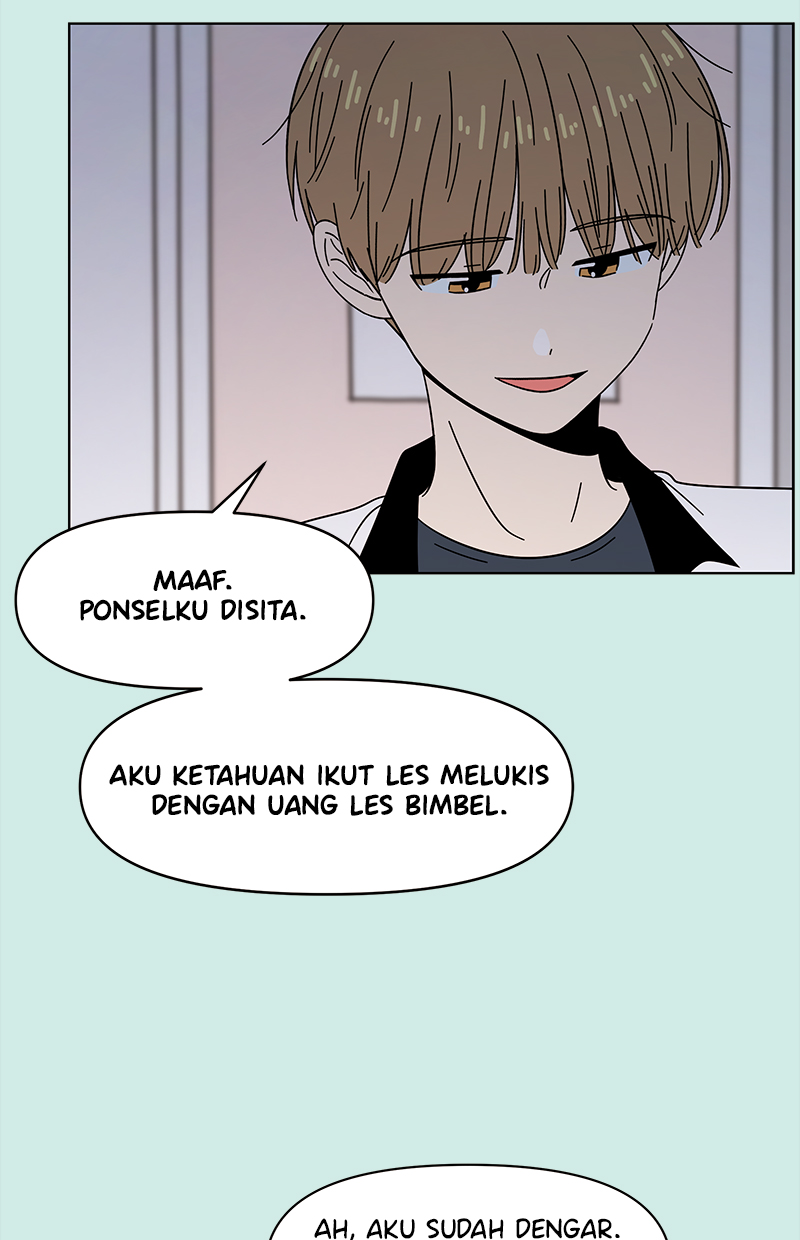 MAAF.
PONSELKU DISITA.
AKU KETAHUAN IKUT LES MELUKIS
DENGAN UANG LES BIMBEL.
AH, AKU SUDAH DENGAR.